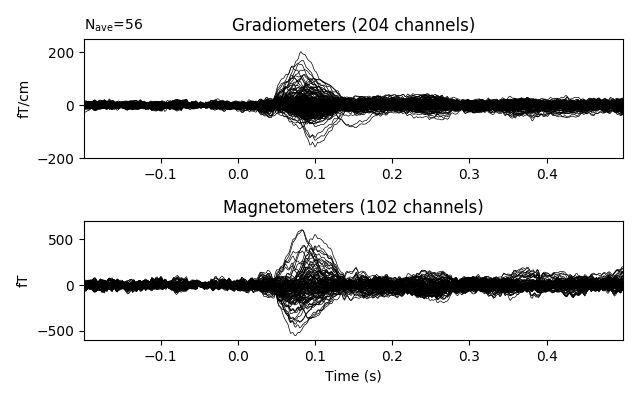 N_ave=56
Gradiometers (204 channels)
200
0
−200
fT/cm
−0.1 0.0 0.1 0.2 0.3 0.4
Magnetometers (102 channels)
500
0
−500
fT
−0.1 0.0 0.1 0.2 0.3 0.4
Time (s)